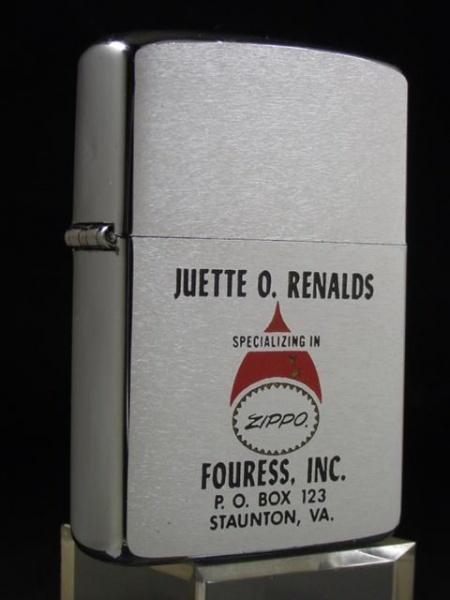 JUETTE O. RENALDS
SPECIALIZING IN
ZIPPO
FOURESS, INC.
P. O. BOX 123
STAUNTON, VA.